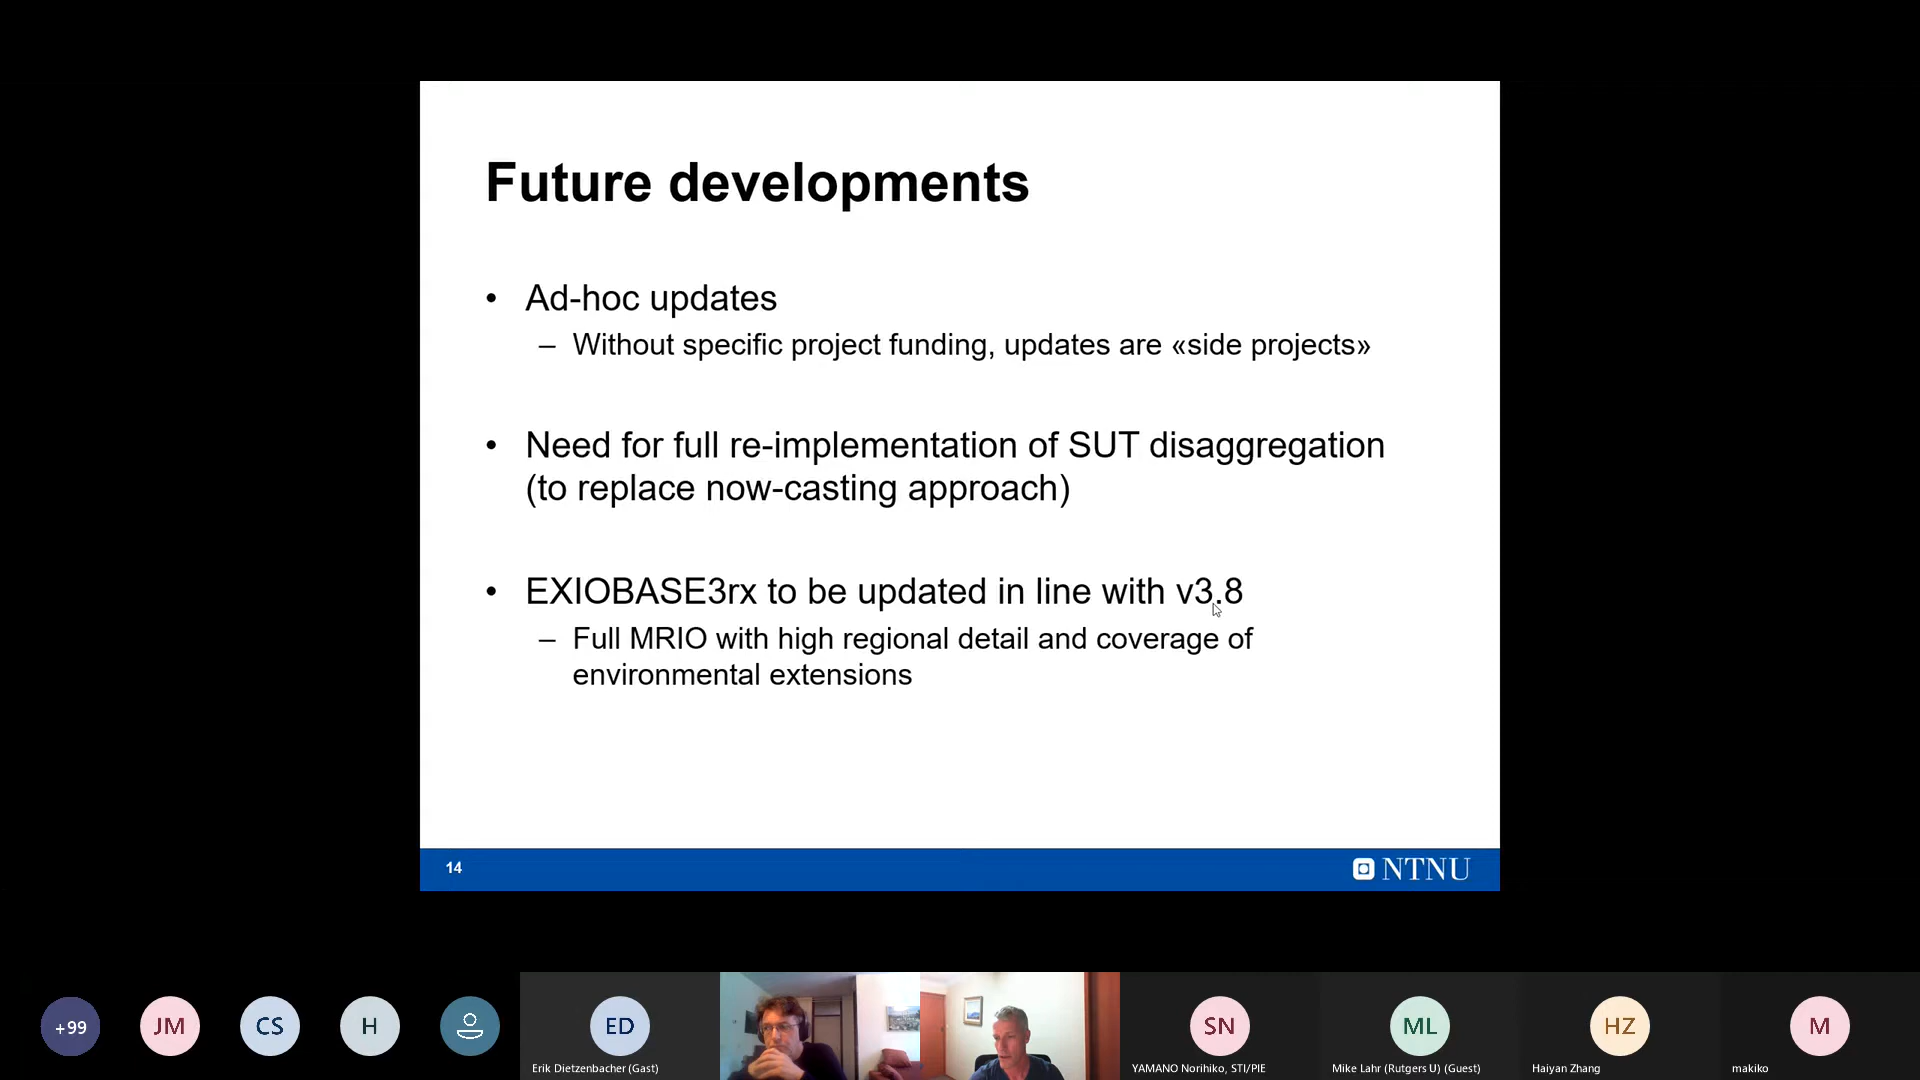 Future developments
• Ad-hoc updates
– Without specific project funding, updates are «side projects»
• Need for full re-implementation of SUT disaggregation
(to replace now-casting approach)
• EXIOBASE3rx to be updated in line with v3.8
– Full MRIO with high regional detail and coverage of
environmental extensions
14
NTNU
+99
JM
CS
H
ED
SN
ML
HZ
M
Erik Dietzenbacher (Gast)
YAMANO Norihiko, STI/PIE
Mike Lahr (Rutgers U) (Guest)
Haiyan Zhang
makiko